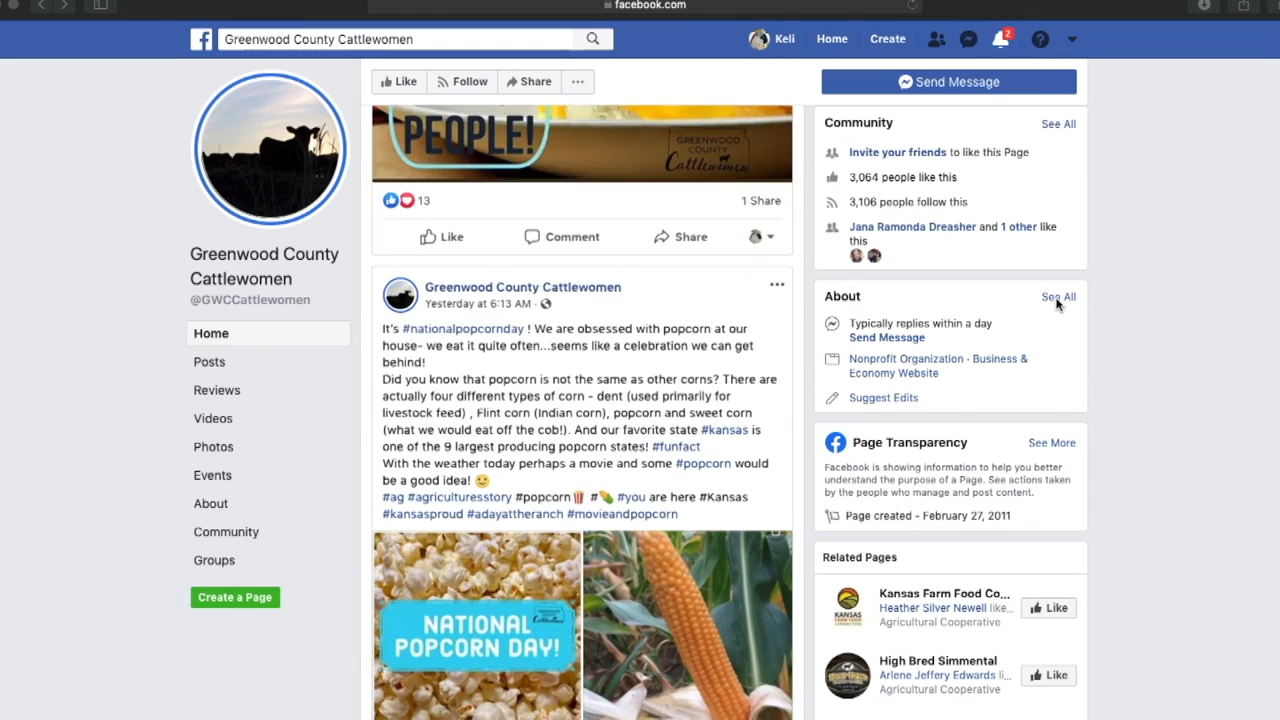 facebook.com
Greenwood County Cattlewomen
Keli
Home
Create
2
Greenwood County
Cattlewomen
@GWCCattlewomen
Home
Posts
Reviews
Videos
Photos
Events
About
Community
Groups
Create a Page
Like
Follow
Share
Send Message
PEOPLE!
GREENWOOD
COUNTY
Cattlewomen
13
1 Share
Like
Comment
Share
Greenwood County Cattlewomen
Yesterday at 6:13 AM ·
It's #nationalpopcornday ! We are obsessed with popcorn at our
house- we eat it quite often...seems like a celebration we can get
behind!
Did you know that popcorn is not the same as other corns? There are
actually four different types of corn - dent (used primarily for
livestock feed) , Flint corn (Indian corn), popcorn and sweet corn
(what we would eat off the cob!). And our favorite state #kansas is
one of the 9 largest producing popcorn states! #funfact
With the weather today perhaps a movie and some #popcorn would
be a good idea! 🙂
#ag #agriculturesstory #popcorn🍿 #🌽 #you are here #Kansas
#kansasproud #adayattheranch #movieandpopcorn
NATIONAL
POPCORN DAY!
Community
See All
Invite your friends to like this Page
3,064 people like this
3,106 people follow this
Jana Ramonda Dreasher and 1 other like
this
About
See All
Typically replies within a day
Send Message
Nonprofit Organization · Business &
Economy Website
Suggest Edits
Page Transparency
See More
Facebook is showing information to help you better
understand the purpose of a Page. See actions taken
by the people who manage and post content.
Page created - February 27, 2011
Related Pages
Kansas Farm Food Co...
Heather Silver Newell like...
Agricultural Cooperative
Like
KANSAS
High Bred Simmental
Arlene Jeffery Edwards li...
Agricultural Cooperative
Like